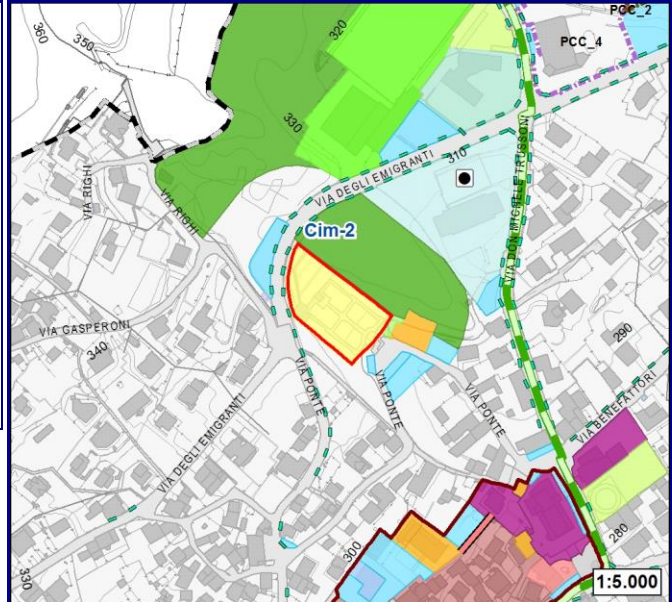 PCC_2
360
350
320
PCC_4
330
VIA DEGLI EMIGRANTI
310
VIA DON MICHELE TRUSSONI
VIA RIGHI
VIA RIGHI
Cim-2
VIA GASPERONI
340
290
VIA PONTE
VIA PONTE
VIA PONTE
VIA BENEFATTORI
VIA DEGLI EMIGRANTI
300
280
330
1:5.000